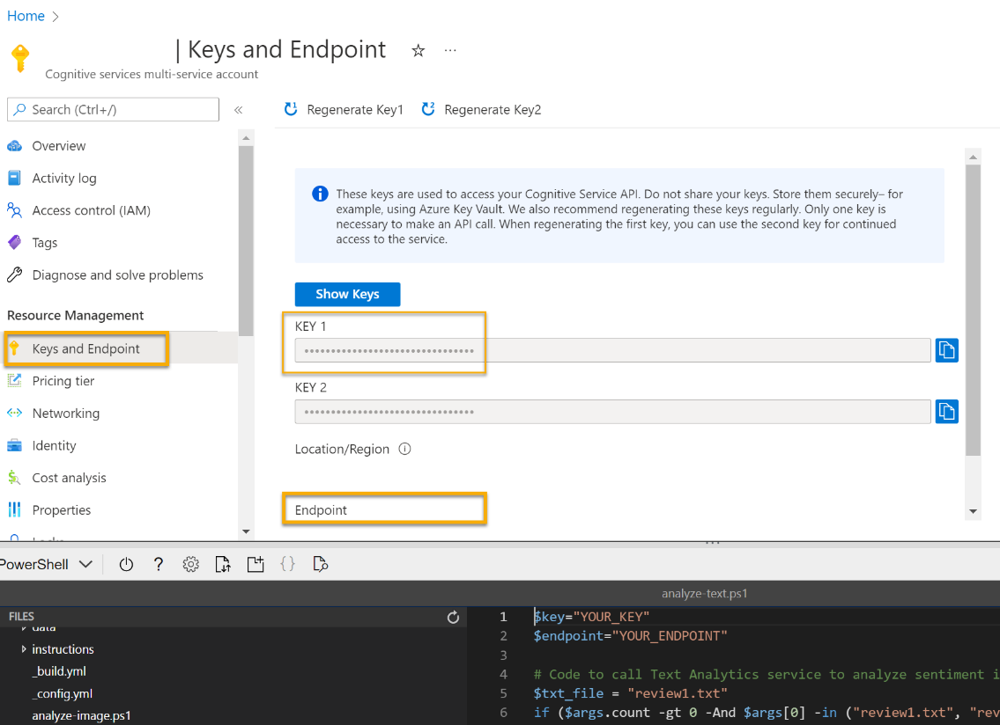 Home
| Keys and Endpoint
Cognitive services multi-service account
Search (Ctrl+/)
Regenerate Key1
Regenerate Key2
Overview
Activity log
Access control (IAM)
Tags
Diagnose and solve problems
Resource Management
Keys and Endpoint
Pricing tier
Networking
Identity
Cost analysis
Properties
Locks
These keys are used to access your Cognitive Service API. Do not share your keys. Store them securely– for
example, using Azure Key Vault. We also recommend regenerating these keys regularly. Only one key is
necessary to make an API call. When regenerating the first key, you can use the second key for continued
access to the service.
Show Keys
KEY 1
KEY 2
Location/Region
Endpoint
PowerShell
analyze-text.ps1
FILES
data
instructions
_build.yml
_config.yml
analyze-image.ps1
1 $key="YOUR_KEY"
2 $endpoint="YOUR_ENDPOINT"
3
4 # Code to call Text Analytics service to analyze sentiment i
5 $txt_file = "review1.txt"
6 if ($args.count -gt 0 -And $args[0] -in ("review1.txt", "rev